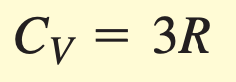 C_V = 3R